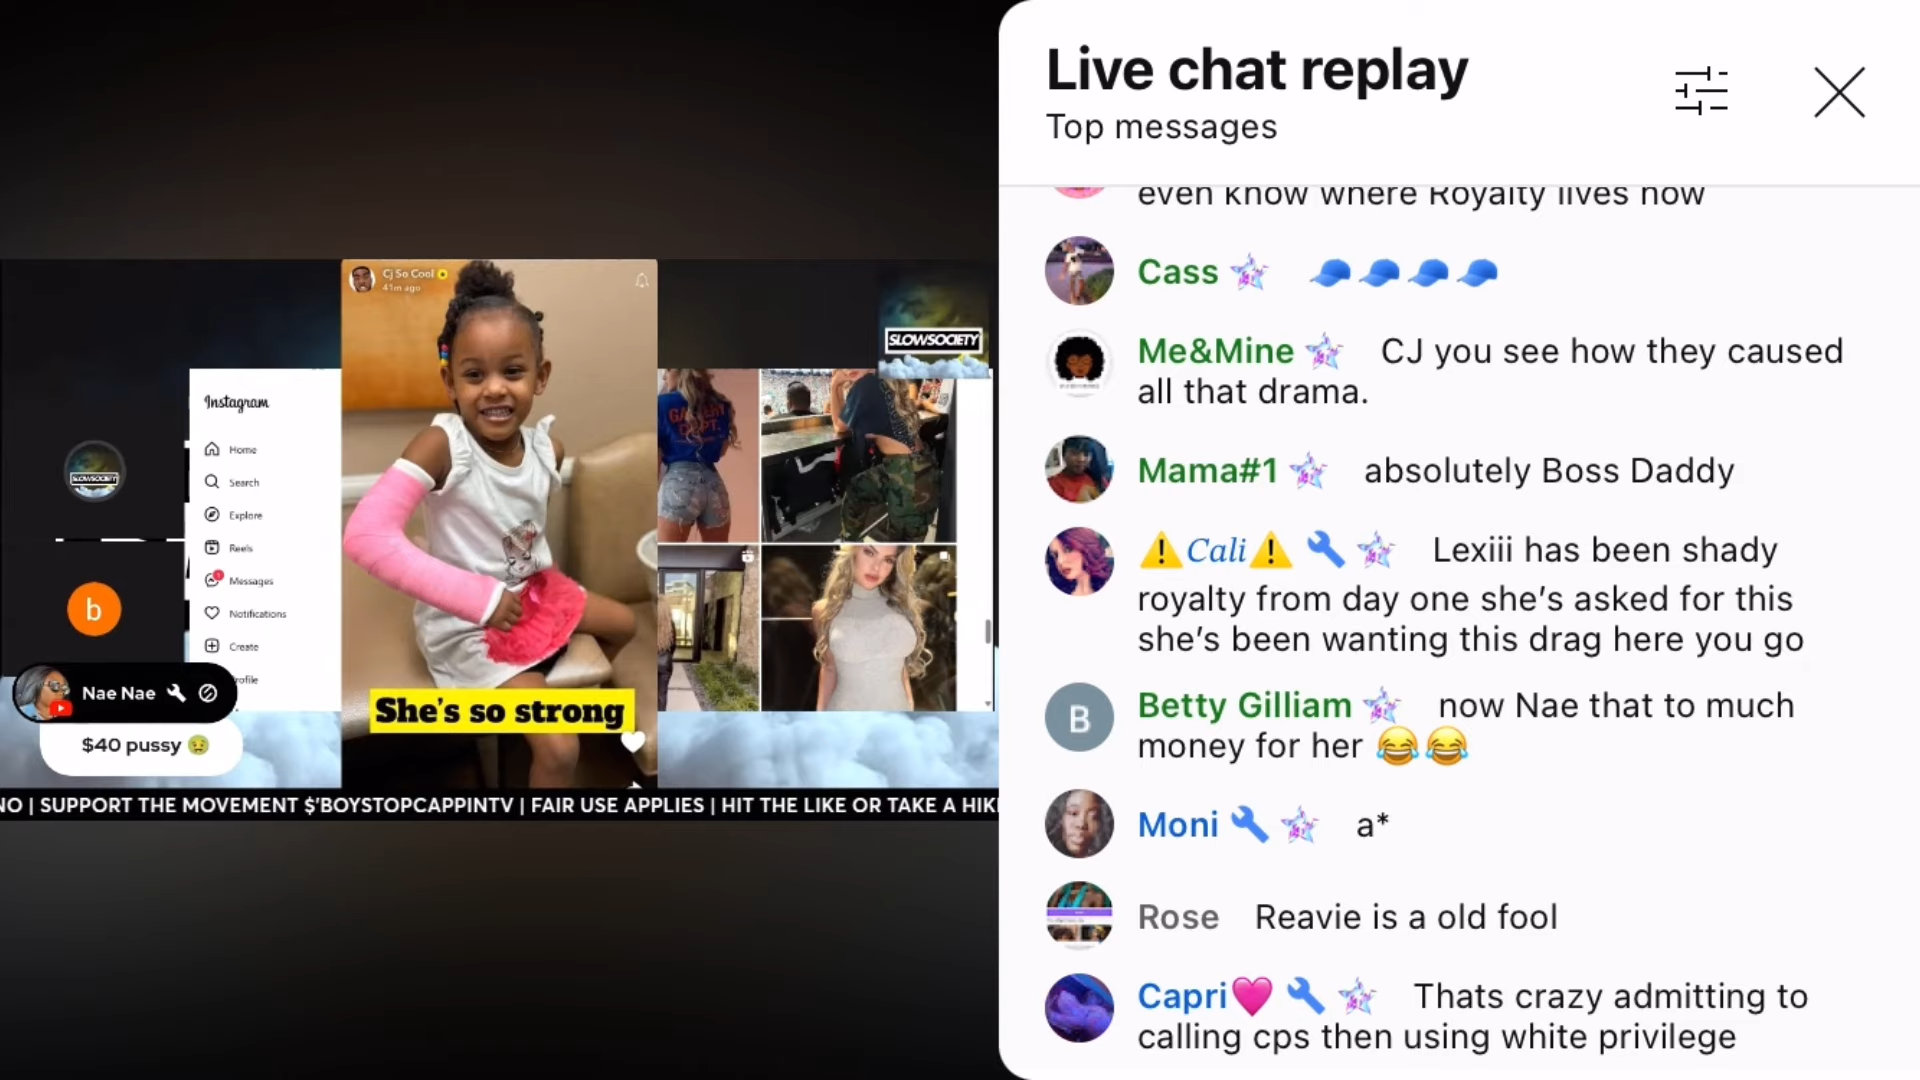 Live chat replay
Top messages
even know where Royalty lives now
Cass
Me&Mine CJ you see how they caused
all that drama.
Mama#1 absolutely Boss Daddy
⚠️Cali⚠️ Lexiii has been shady
royalty from day one she's asked for this
she's been wanting this drag here you go
B
Betty Gilliam now Nae that to much
money for her 😂😂
Moni a*
Rose Reavie is a old fool
Capri🩷 Thats crazy admitting to
calling cps then using white privilege
Cj So Cool
41m ago
SLOWSOCIETY
Instagram
Home
Search
Explore
Reels
Messages
Notifications
Create
rofile
SLOWSOCIETY
b
GALLERY
DEPT.
Nae Nae
$40 pussy 🤢
She's so strong
NO | SUPPORT THE MOVEMENT $'BOYSTOPCAPPINTV | FAIR USE APPLIES | HIT THE LIKE OR TAKE A HIK